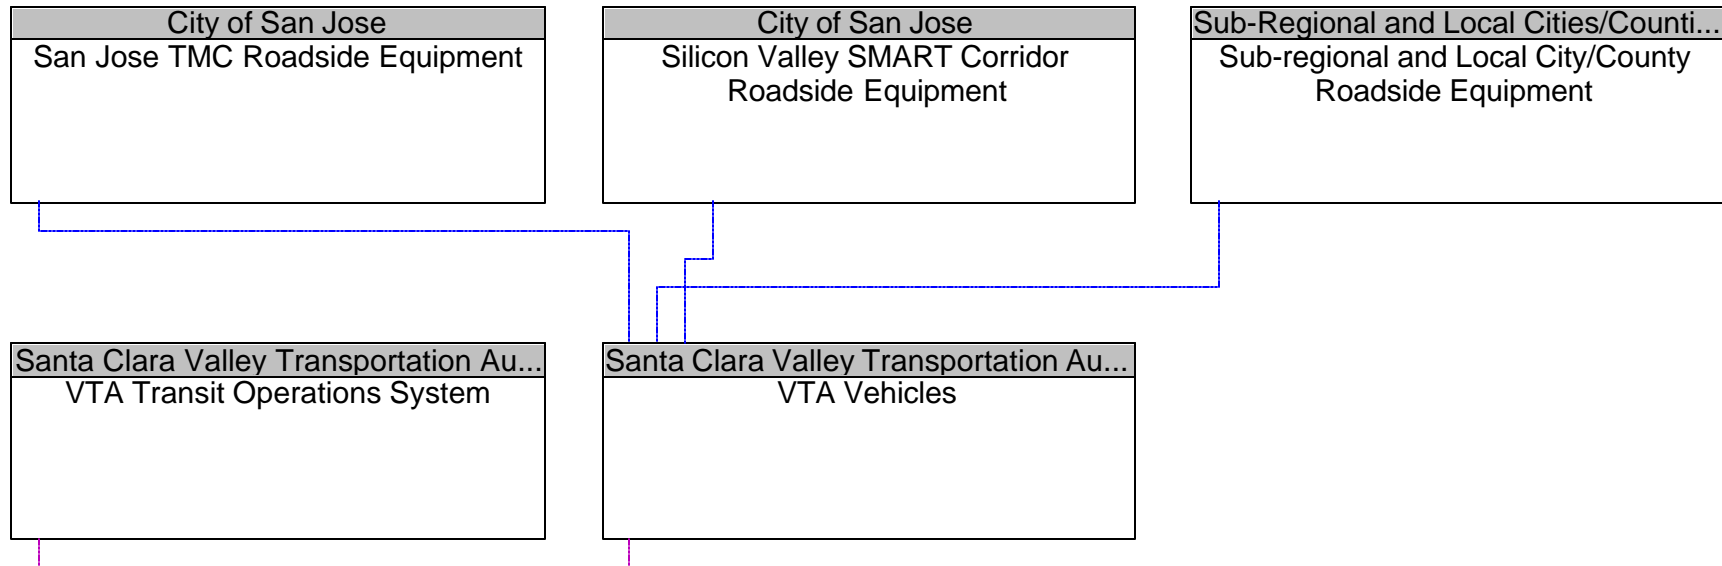 City of San Jose
San Jose TMC Roadside Equipment
City of San Jose
Silicon Valley SMART Corridor
Roadside Equipment
Sub-Regional and Local Cities/Counti...
Sub-regional and Local City/County
Roadside Equipment
Santa Clara Valley Transportation Au...
VTA Transit Operations System
Santa Clara Valley Transportation Au...
VTA Vehicles